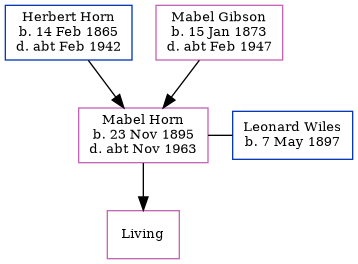 Herbert Horn
b. 14 Feb 1865
d. abt Feb 1942
Mabel Gibson
b. 15 Jan 1873
d. abt Feb 1947
Mabel Horn
b. 23 Nov 1895
d. abt Nov 1963
Leonard Wiles
b. 7 May 1897
Living